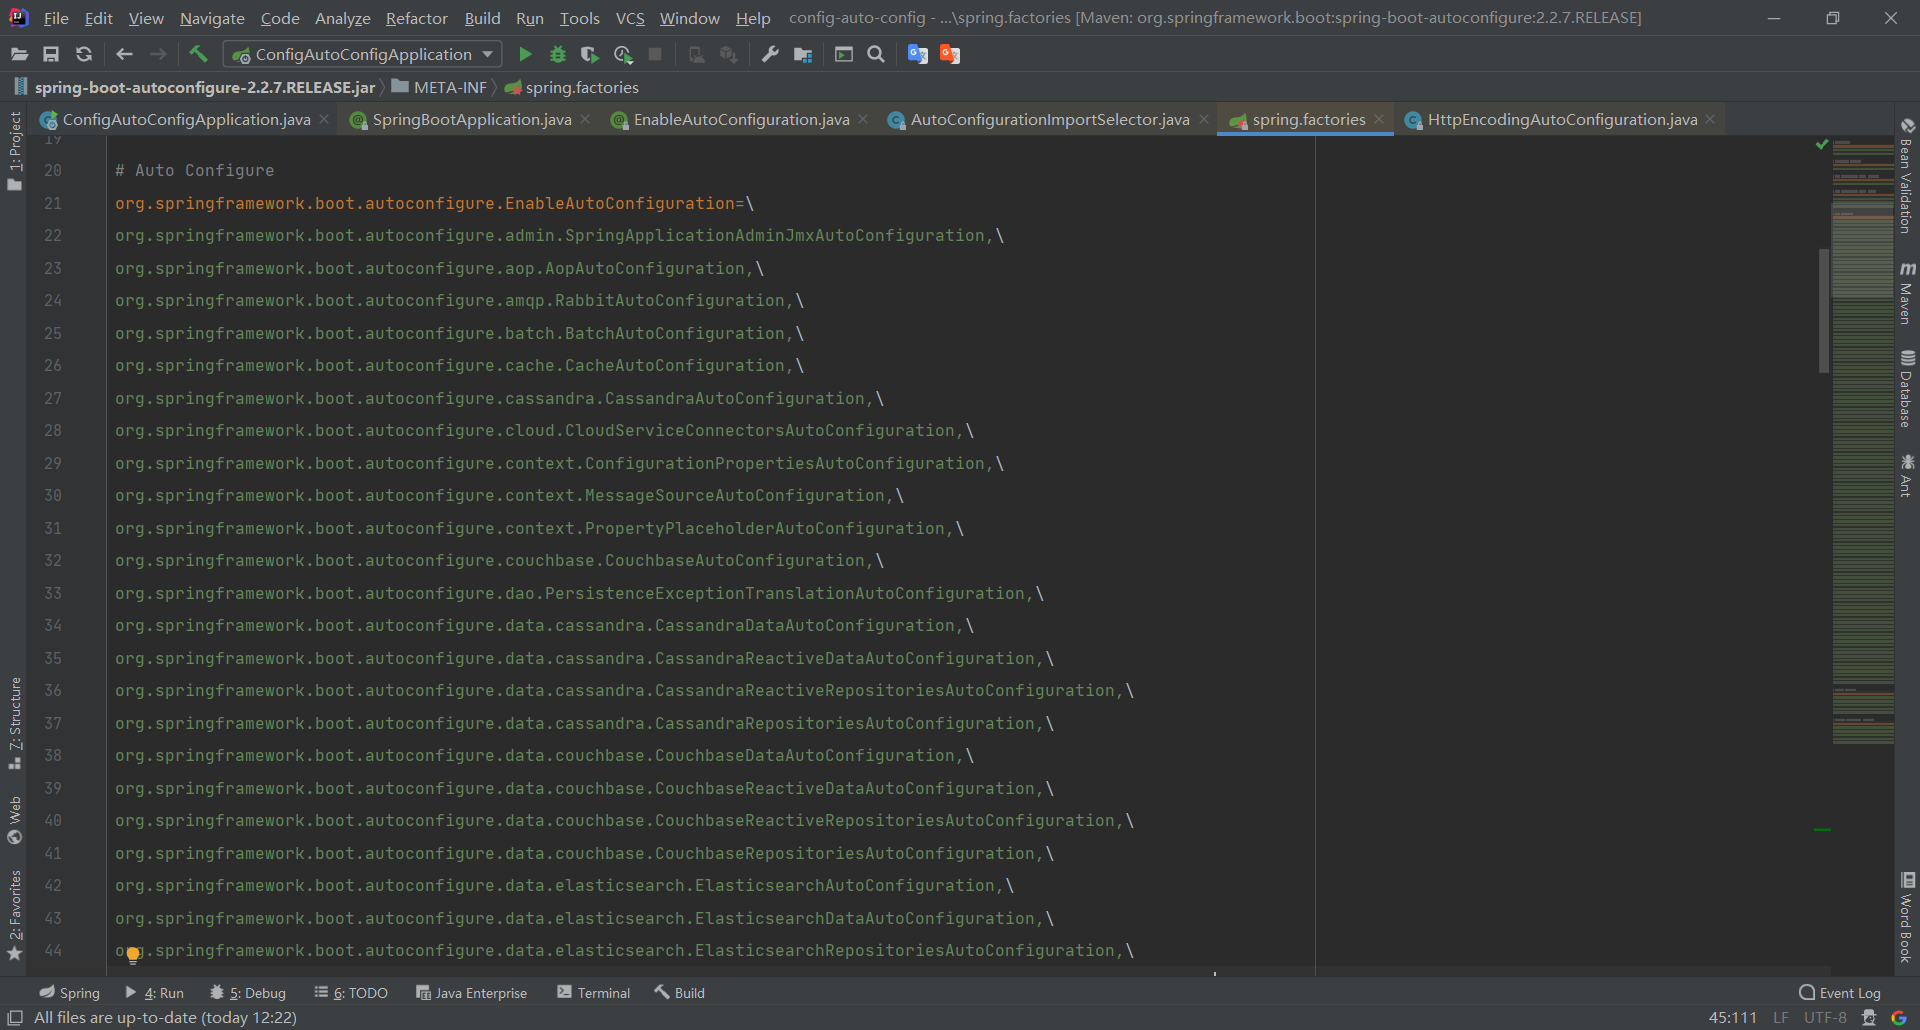 File Edit View Navigate Code Analyze Refactor Build Run Tools VCS Window Help config-auto-config - ...\spring.factories [Maven: org.springframework.boot:spring-boot-autoconfigure:2.2.7.RELEASE]
ConfigAutoConfigApplication
spring-boot-autoconfigure-2.2.7.RELEASE.jar META-INF spring.factories
ConfigAutoConfigApplication.java SpringBootApplication.java EnableAutoConfiguration.java AutoConfigurationImportSelector.java spring.factories HttpEncodingAutoConfiguration.java
19
20 # Auto Configure
21 org.springframework.boot.autoconfigure.EnableAutoConfiguration=\
22 org.springframework.boot.autoconfigure.admin.SpringApplicationAdminJmxAutoConfiguration,\
23 org.springframework.boot.autoconfigure.aop.AopAutoConfiguration,\
24 org.springframework.boot.autoconfigure.amqp.RabbitAutoConfiguration,\
25 org.springframework.boot.autoconfigure.batch.BatchAutoConfiguration,\
26 org.springframework.boot.autoconfigure.cache.CacheAutoConfiguration,\
27 org.springframework.boot.autoconfigure.cassandra.CassandraAutoConfiguration,\
28 org.springframework.boot.autoconfigure.cloud.CloudServiceConnectorsAutoConfiguration,\
29 org.springframework.boot.autoconfigure.context.ConfigurationPropertiesAutoConfiguration,\
30 org.springframework.boot.autoconfigure.context.MessageSourceAutoConfiguration,\
31 org.springframework.boot.autoconfigure.context.PropertyPlaceholderAutoConfiguration,\
32 org.springframework.boot.autoconfigure.couchbase.CouchbaseAutoConfiguration,\
33 org.springframework.boot.autoconfigure.dao.PersistenceExceptionTranslationAutoConfiguration,\
34 org.springframework.boot.autoconfigure.data.cassandra.CassandraDataAutoConfiguration,\
35 org.springframework.boot.autoconfigure.data.cassandra.CassandraReactiveDataAutoConfiguration,\
36 org.springframework.boot.autoconfigure.data.cassandra.CassandraReactiveRepositoriesAutoConfiguration,\
37 org.springframework.boot.autoconfigure.data.cassandra.CassandraRepositoriesAutoConfiguration,\
38 org.springframework.boot.autoconfigure.data.couchbase.CouchbaseDataAutoConfiguration,\
39 org.springframework.boot.autoconfigure.data.couchbase.CouchbaseReactiveDataAutoConfiguration,\
40 org.springframework.boot.autoconfigure.data.couchbase.CouchbaseReactiveRepositoriesAutoConfiguration,\
41 org.springframework.boot.autoconfigure.data.couchbase.CouchbaseRepositoriesAutoConfiguration,\
42 org.springframework.boot.autoconfigure.data.elasticsearch.ElasticsearchAutoConfiguration,\
43 org.springframework.boot.autoconfigure.data.elasticsearch.ElasticsearchDataAutoConfiguration,\
44 org.springframework.boot.autoconfigure.data.elasticsearch.ElasticsearchRepositoriesAutoConfiguration,\
1: Project
7: Structure
Web
2: Favorites
Bean Validation
Maven
Database
Ant
Word Book
Spring 4: Run 5: Debug 6: TODO Java Enterprise Terminal Build Event Log
All files are up-to-date (today 12:22) 45:111 LF UTF-8